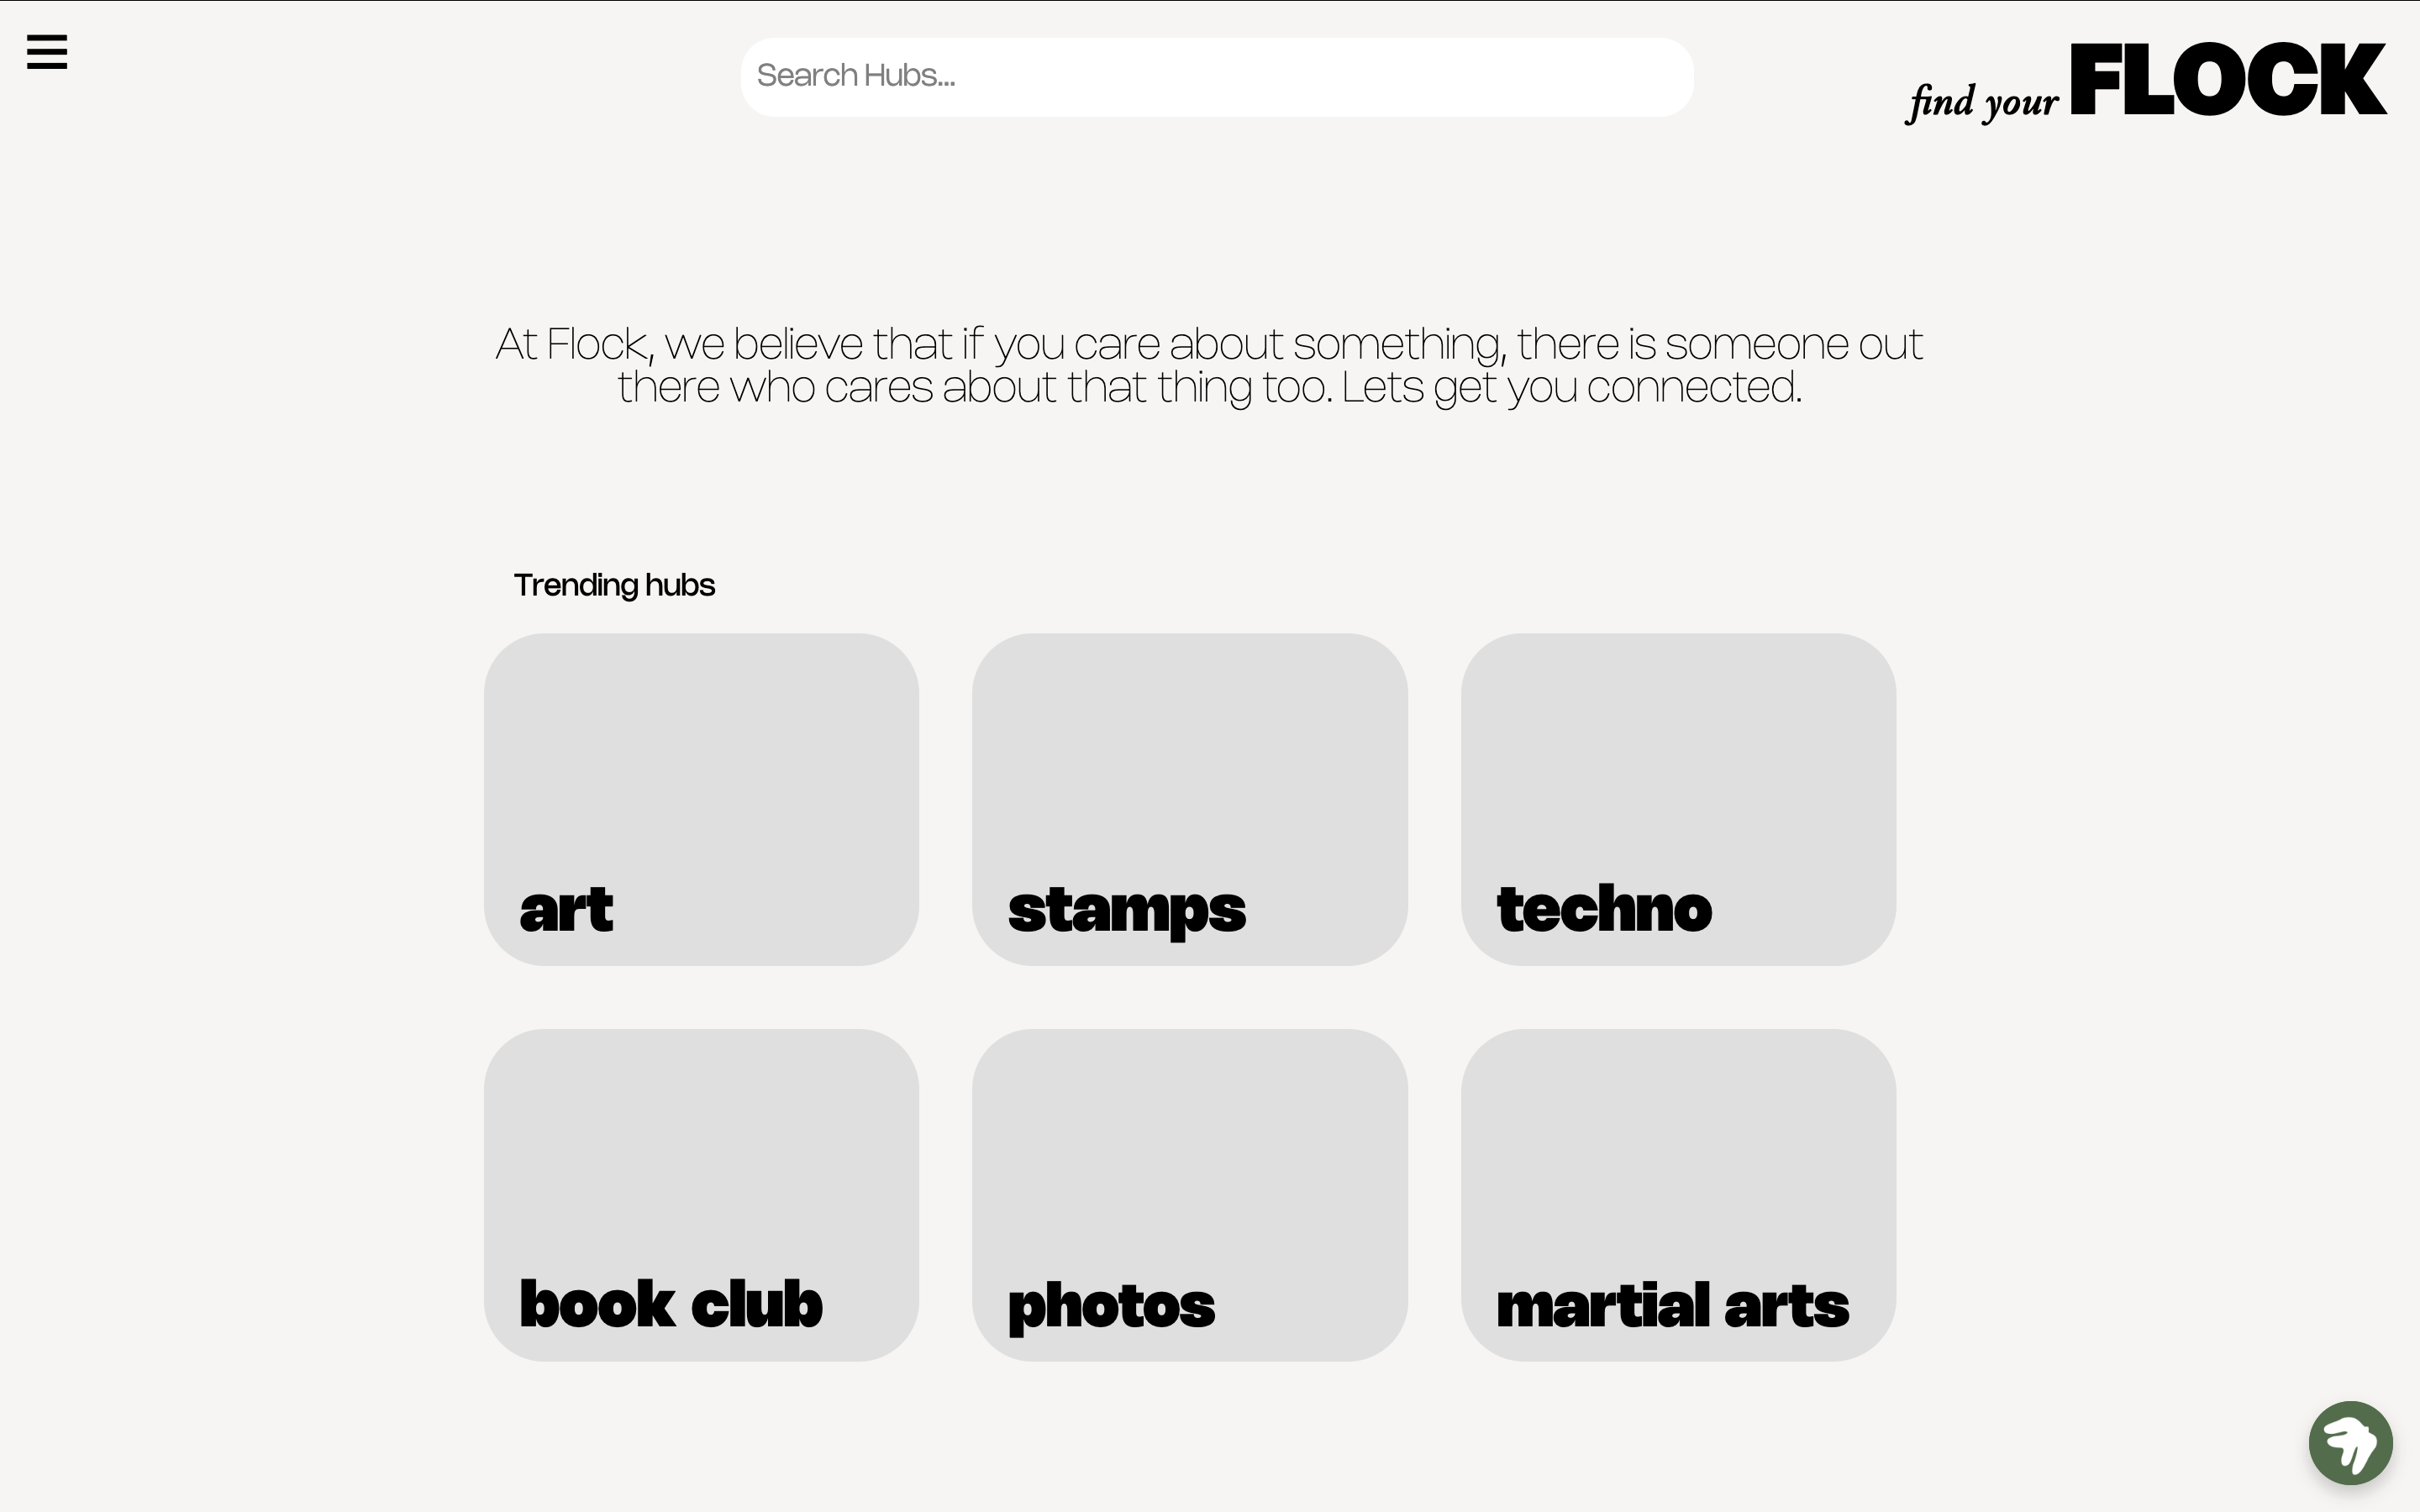 Search Hubs...
find your FLOCK
At Flock, we believe that if you care about something, there is someone out
there who cares about that thing too. Lets get you connected.
Trending hubs
art
stamps
techno
book club
photos
martial arts